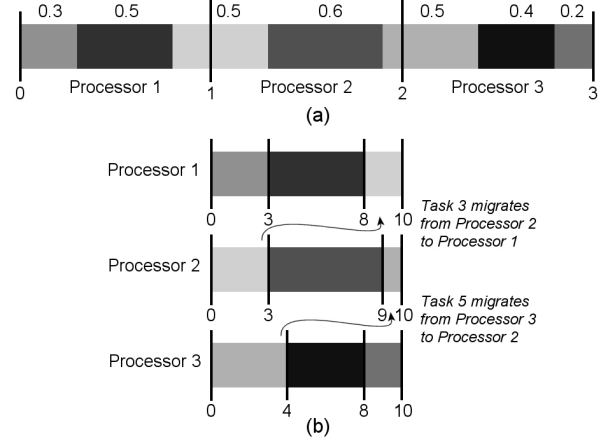 0.3 0.5 0.5 0.6 0.5 0.4 0.2
Processor 1 Processor 2 Processor 3
0 1 2 3
(a)
Processor 1
0 3 8 10
Task 3 migrates
from Processor 2
to Processor 1
Processor 2
0 3 9 10
Task 5 migrates
from Processor 3
to Processor 2
Processor 3
0 4 8 10
(b)